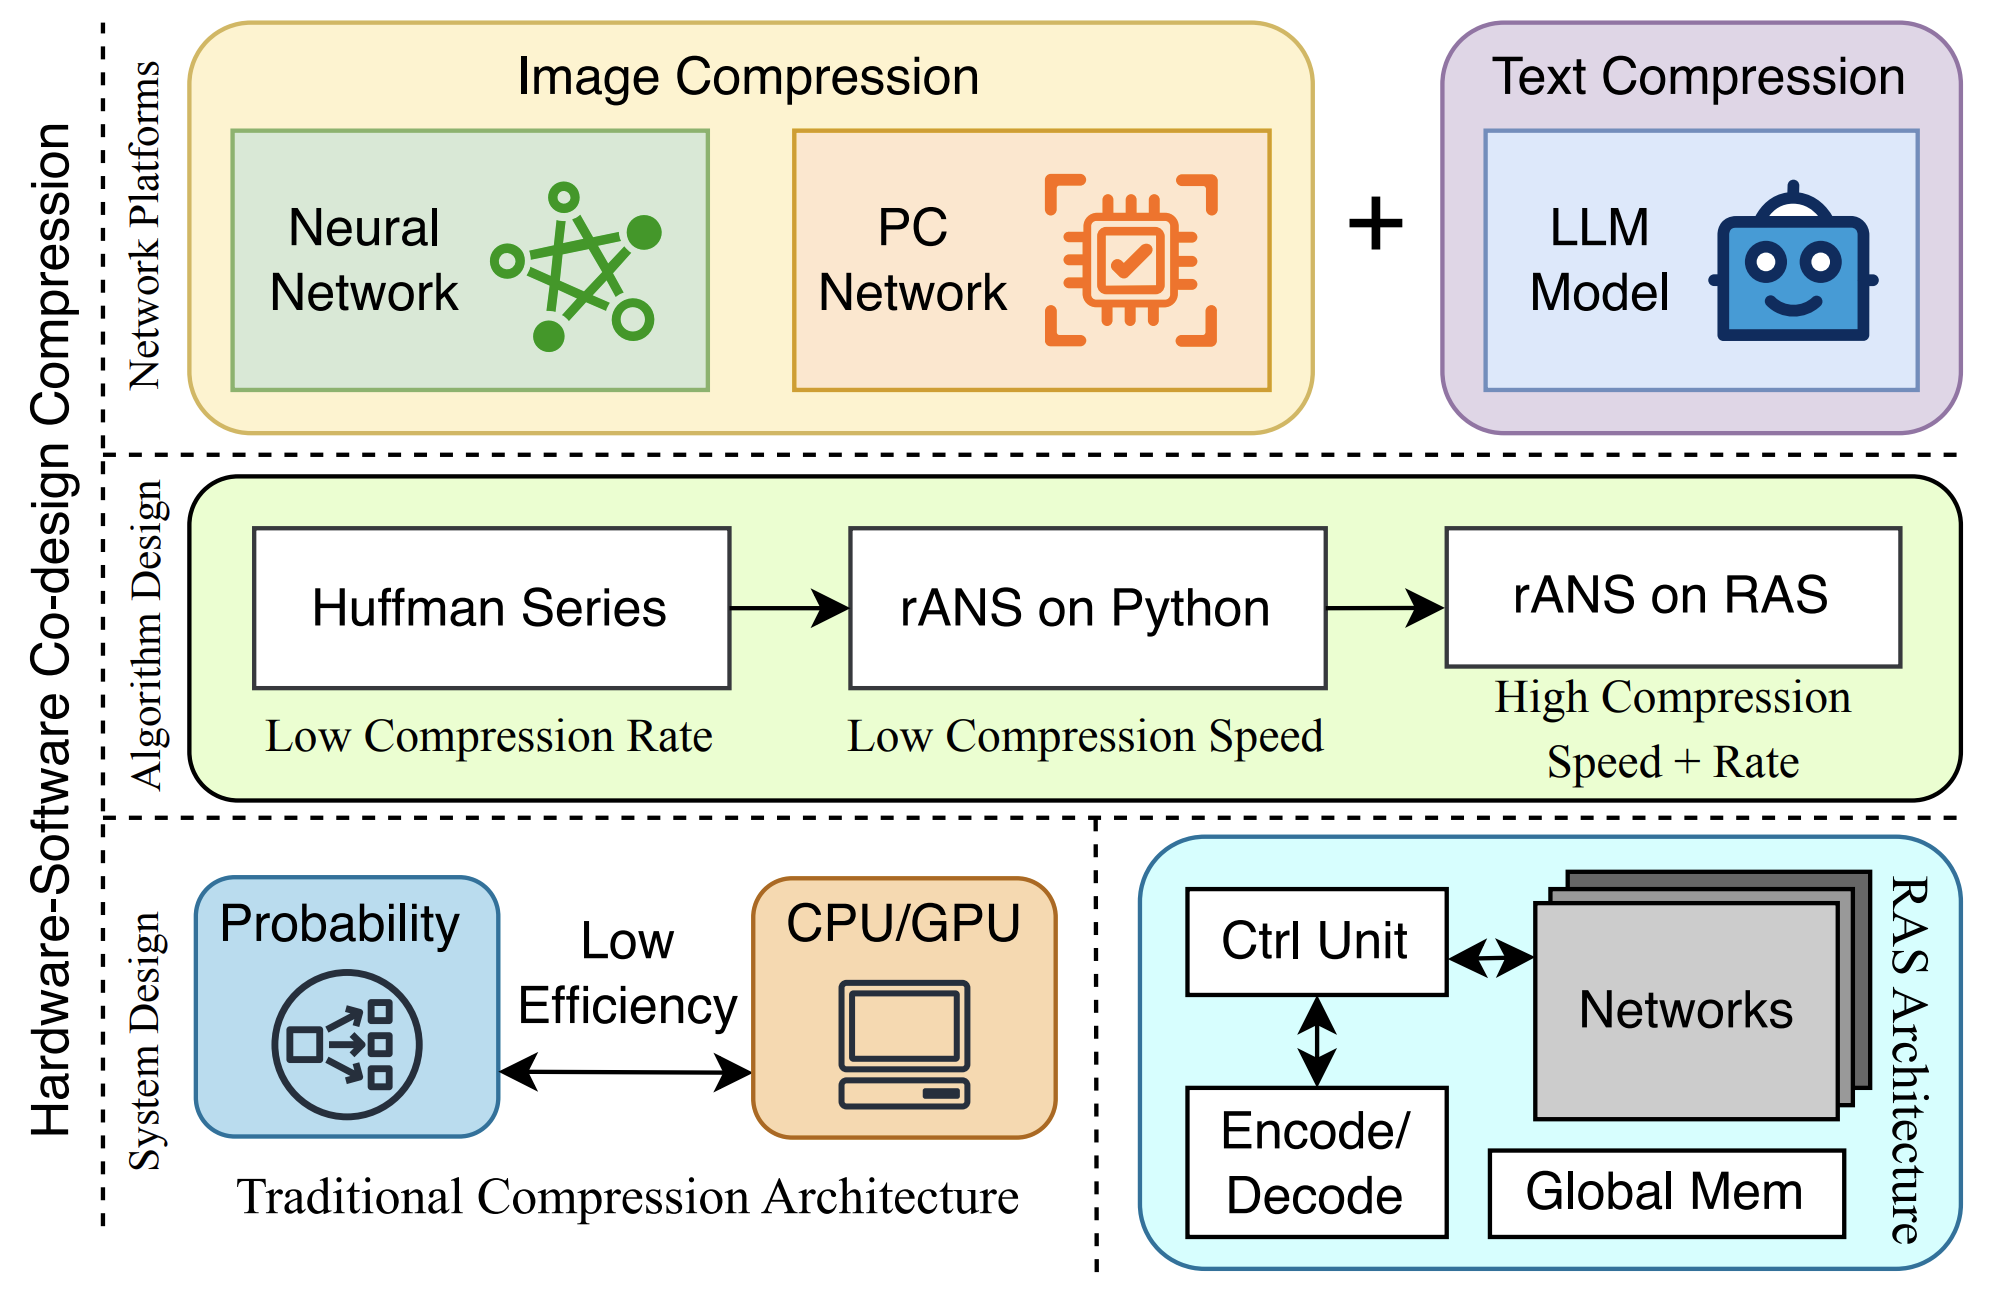 Hardware-Software Co-design Compression
Network Platforms
Image Compression
Neural
Network
PC
Network
+
Text Compression
LLM
Model
Algorithm Design
Huffman Series
Low Compression Rate
rANS on Python
Low Compression Speed
rANS on RAS
High Compression
Speed + Rate
System Design
Probability
Low
Efficiency
CPU/GPU
Traditional Compression Architecture
Ctrl Unit
Networks
Encode/
Decode
Global Mem
RAS Architecture